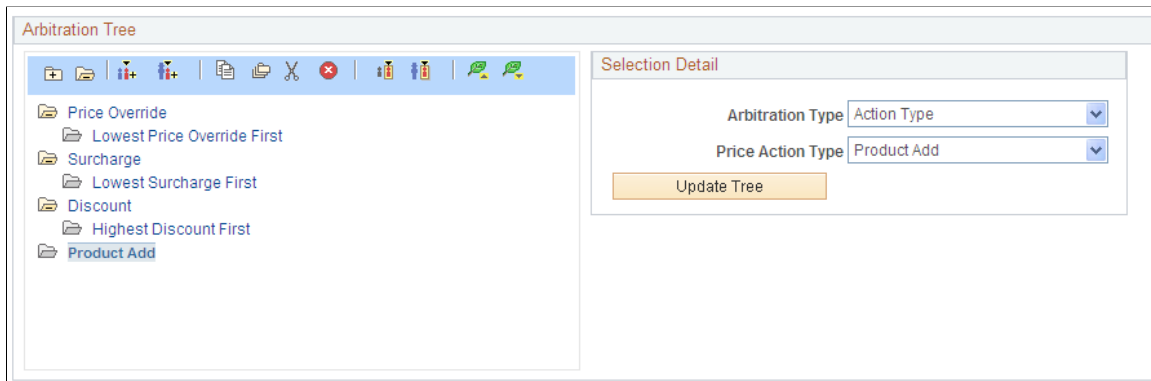 Arbitration Tree
Price Override
Lowest Price Override First
Surcharge
Lowest Surcharge First
Discount
Highest Discount First
Product Add
Selection Detail
Arbitration Type Action Type
Price Action Type Product Add
Update Tree